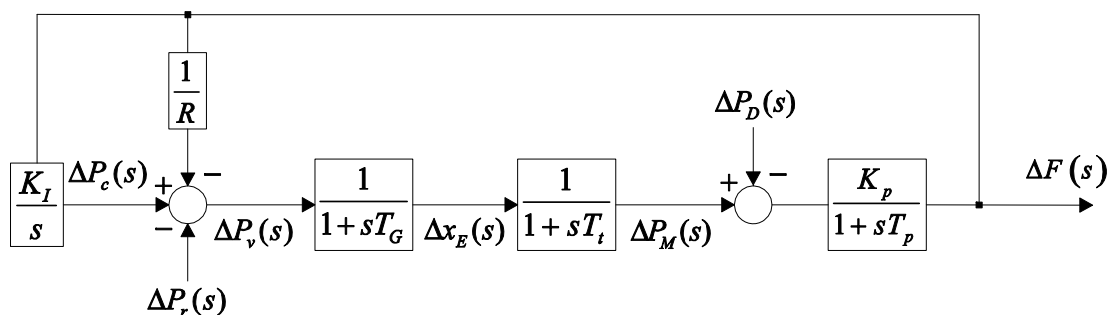 1
R
ΔP_D(s)
K_I
s
ΔP_c(s)
+
−
−
ΔP_v(s)
1
1 + sT_G
Δx_E(s)
1
1 + sT_t
ΔP_M(s)
+
−
K_p
1 + sT_p
ΔF(s)
ΔP_r(s)